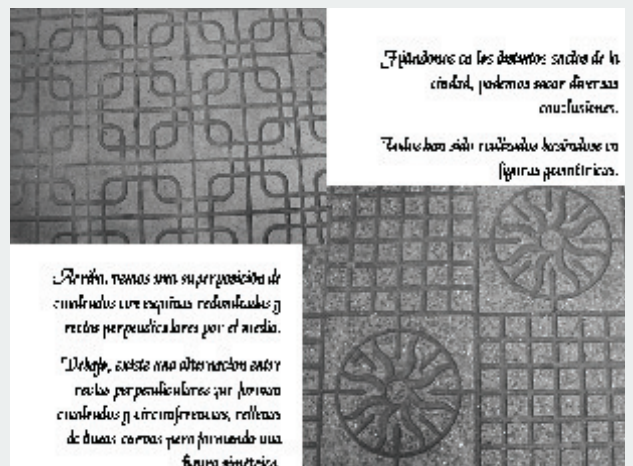 Fijándonos en los distintos suelos de la
ciudad, podemos sacar diversas
conclusiones.
Todos han sido realizados basándose en
figuras geométricas.
Arriba, vemos una superposición de
cuadrados con esquinas redondeadas y
rectas perpendiculares por el medio.
Debajo, existe una alternación entre
rectas perpendiculares que forman
cuadrados y circunferencias, rellenas
de líneas curvas pero formando una
figura simétrica.